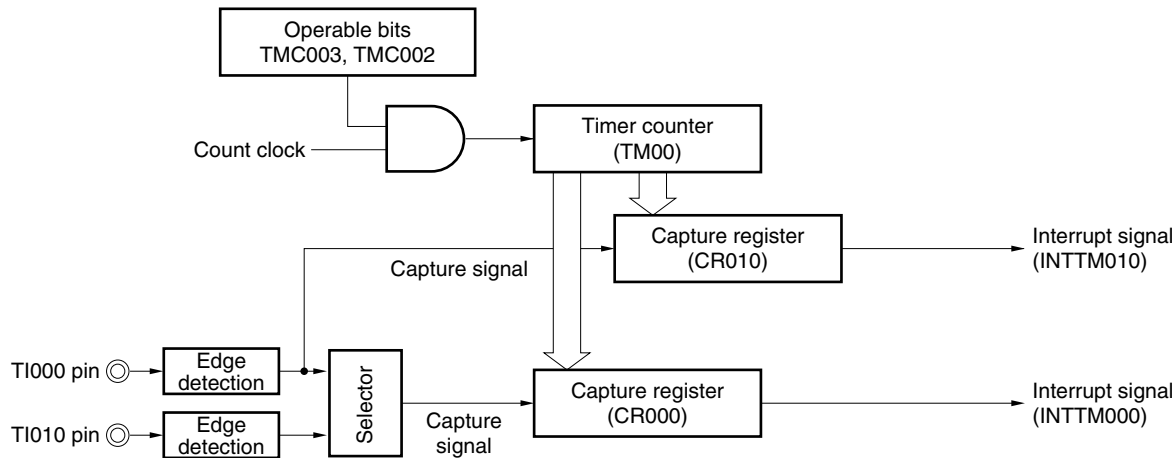 Operable bits
TMC003, TMC002
Count clock
Timer counter
(TM00)
Capture register
(CR010)
Interrupt signal
(INTTM010)
Capture signal
TI000 pin
Edge
detection
Selector
Capture register
(CR000)
Interrupt signal
(INTTM000)
Capture
signal
TI010 pin
Edge
detection